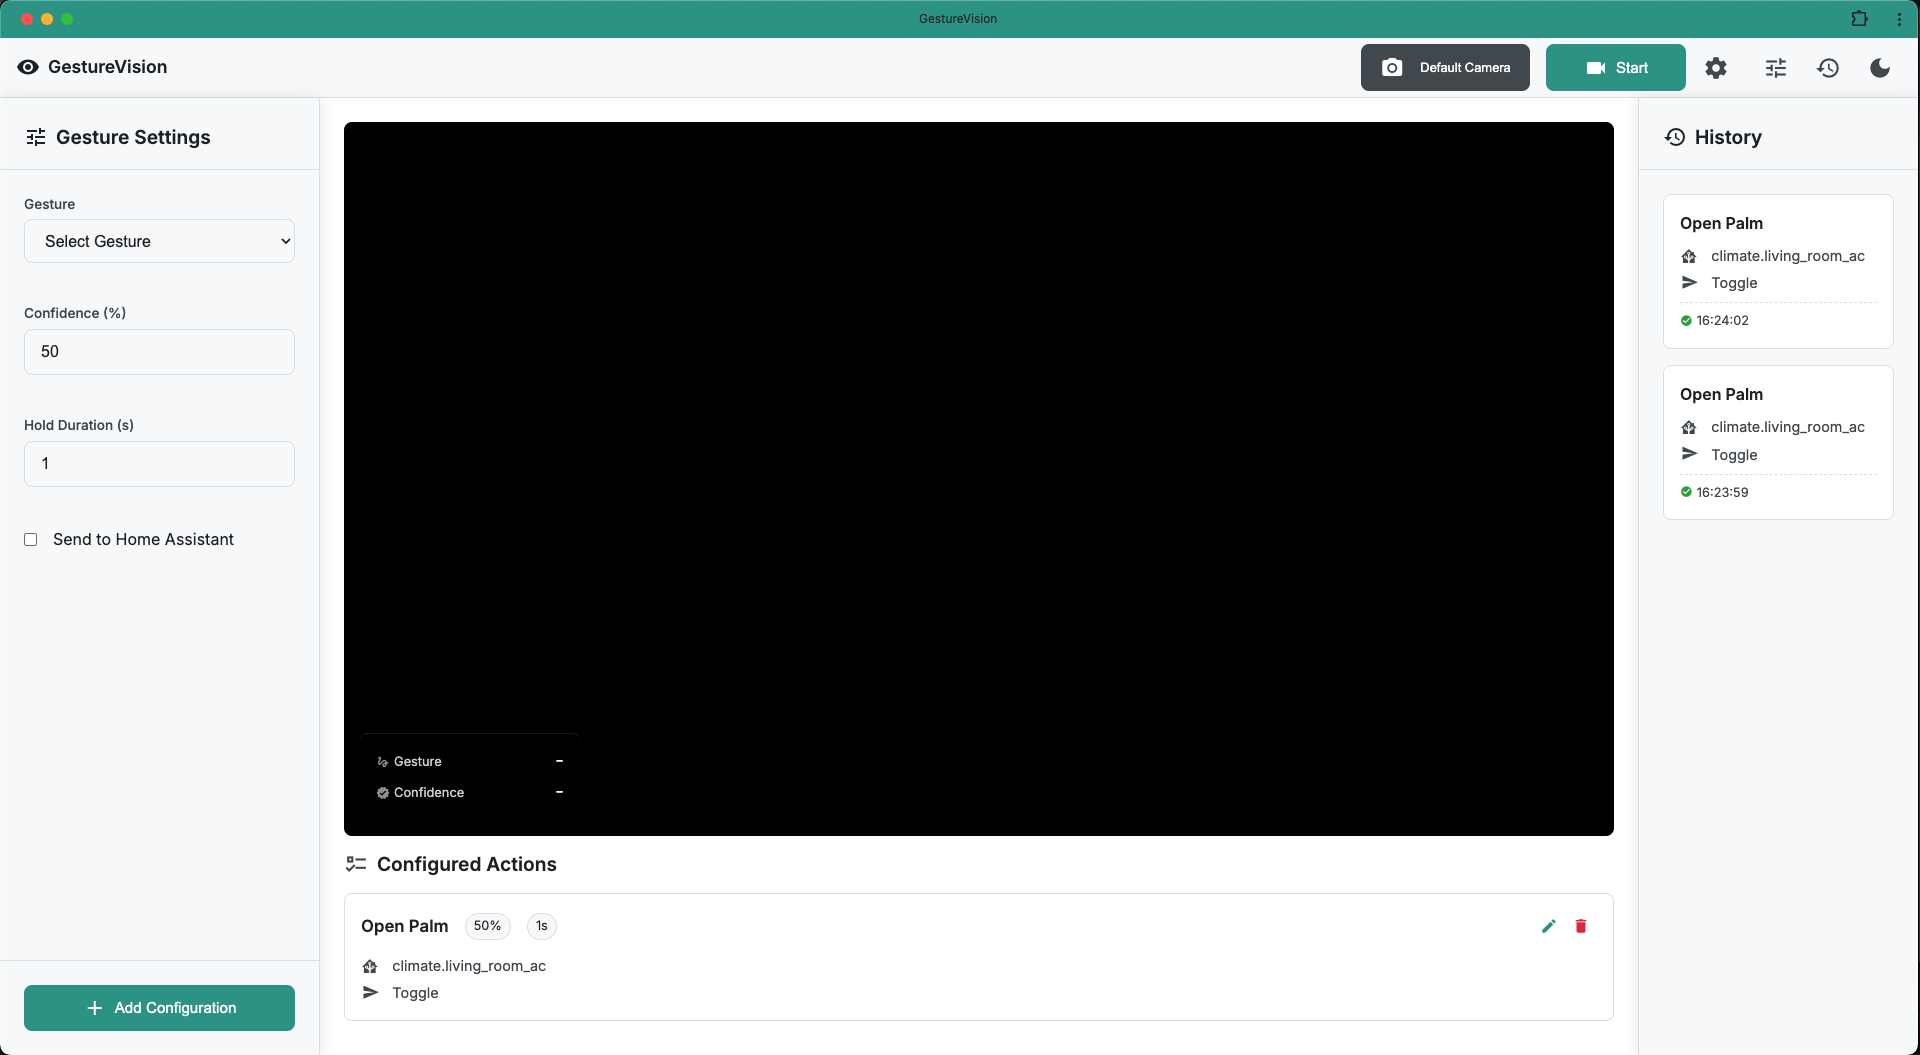 GestureVision
GestureVision
Default Camera
Start
Gesture Settings
Gesture
Select Gesture
Confidence (%)
50
Hold Duration (s)
1
Send to Home Assistant
Add Configuration
Gesture -
Confidence -
Configured Actions
Open Palm 50% 1s
climate.living_room_ac
Toggle
History
Open Palm
climate.living_room_ac
Toggle
16:24:02
Open Palm
climate.living_room_ac
Toggle
16:23:59